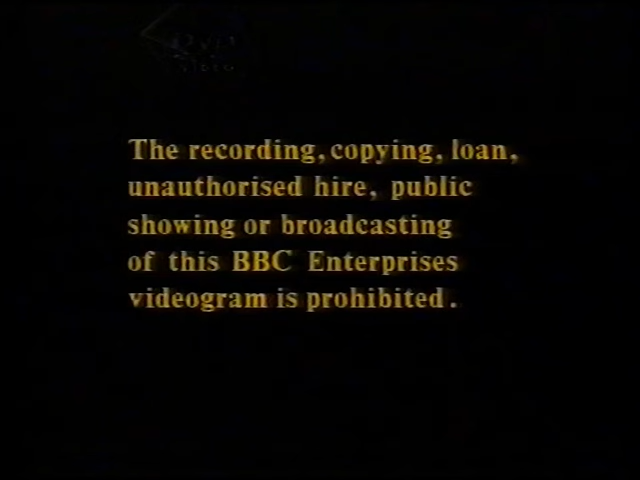 The recording, copying, loan,
unauthorised hire, public
showing or broadcasting
of this BBC Enterprises
videogram is prohibited.